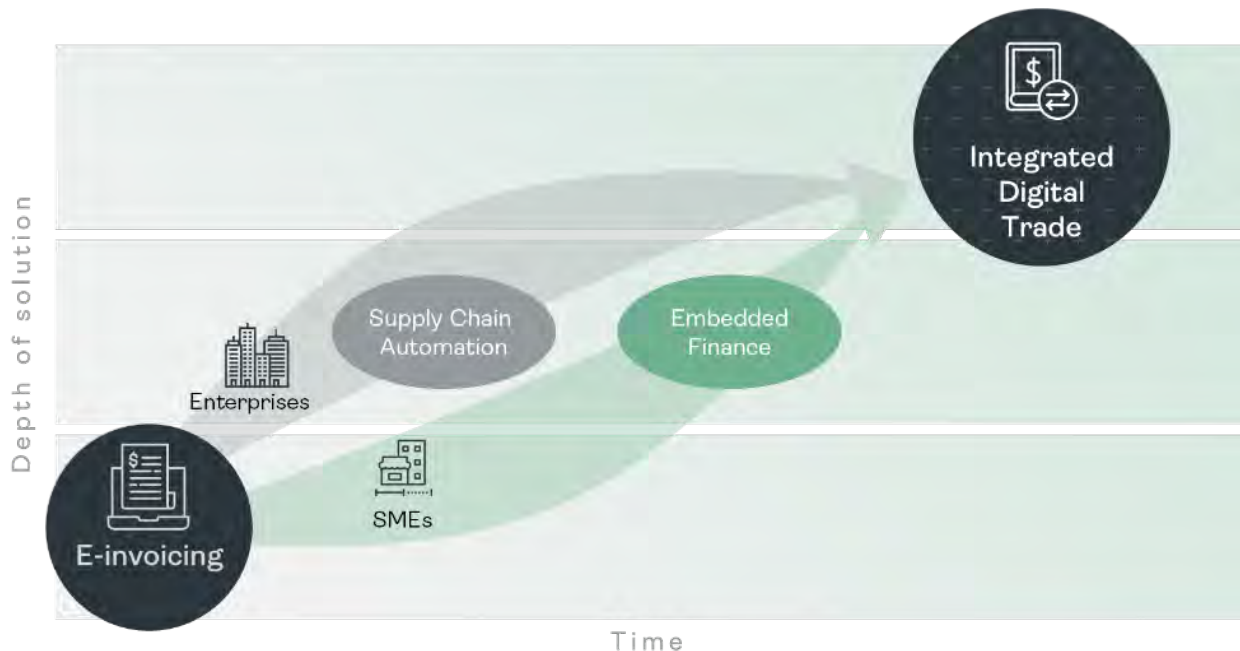 $
Integrated
Digital
Trade
Depth of solution
Supply Chain
Automation
Embedded
Finance
Enterprises
$
SMEs
E-invoicing
Time